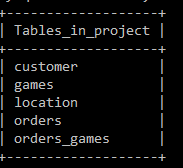 +--------------------+
| Tables_in_project |
+--------------------+
| customer |
| games |
| location |
| orders |
| orders_games |
+--------------------+